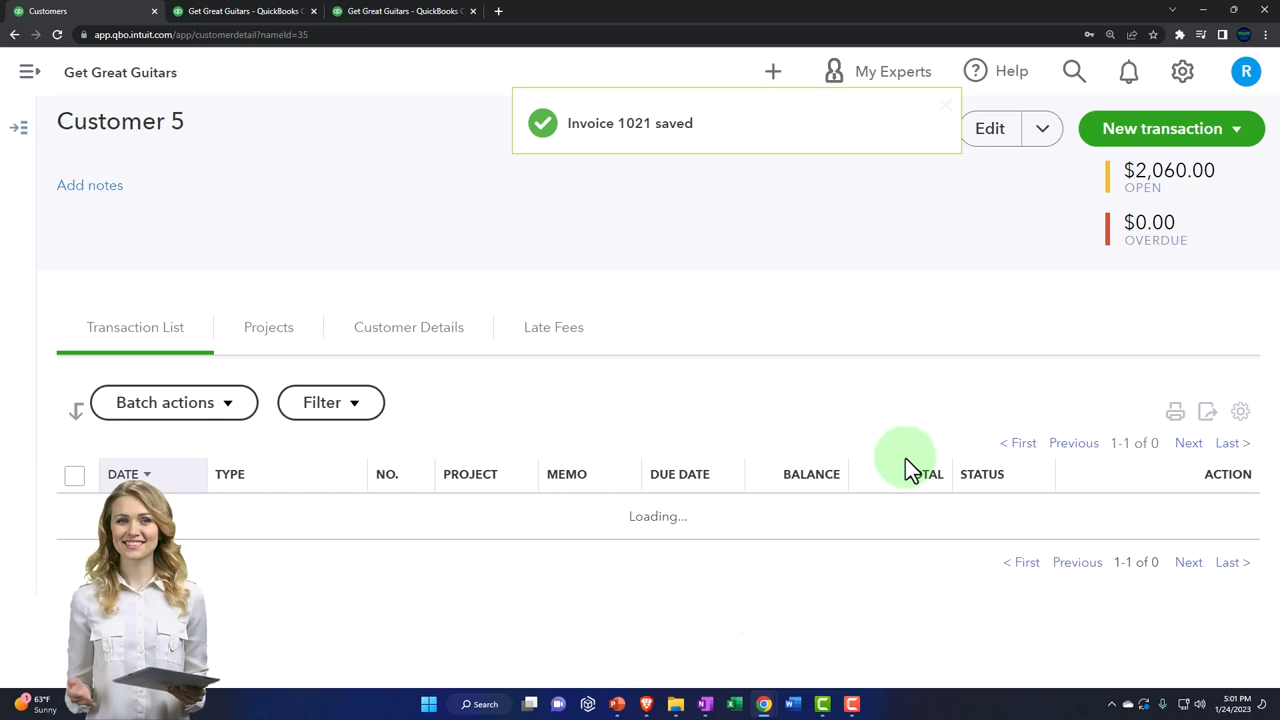 Customers
Get Great Guitars - QuickBooks C
Get Great Guitars - QuickBooks C
app.qbo.intuit.com/app/customerdetail?nameId=35
Get Great Guitars
My Experts
Help
R
Customer 5
Invoice 1021 saved
Edit
New transaction
$2,060.00
OPEN
Add notes
$0.00
OVERDUE
Transaction List
Projects
Customer Details
Late Fees
Batch actions
Filter
< First Previous 1-1 of 0 Next Last >
DATE TYPE NO. PROJECT MEMO DUE DATE BALANCE TOTAL STATUS ACTION
Loading...
< First Previous 1-1 of 0 Next Last >
1
63°F
Sunny
Search
5:01 PM
1/24/2023